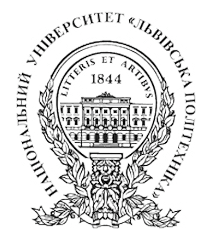 НАЦІОНАЛЬНИЙ УНІВЕРСИТЕТ «ЛЬВІВСЬКА ПОЛІТЕХНІКА»
LITTERIS ET ARTIBUS
1844